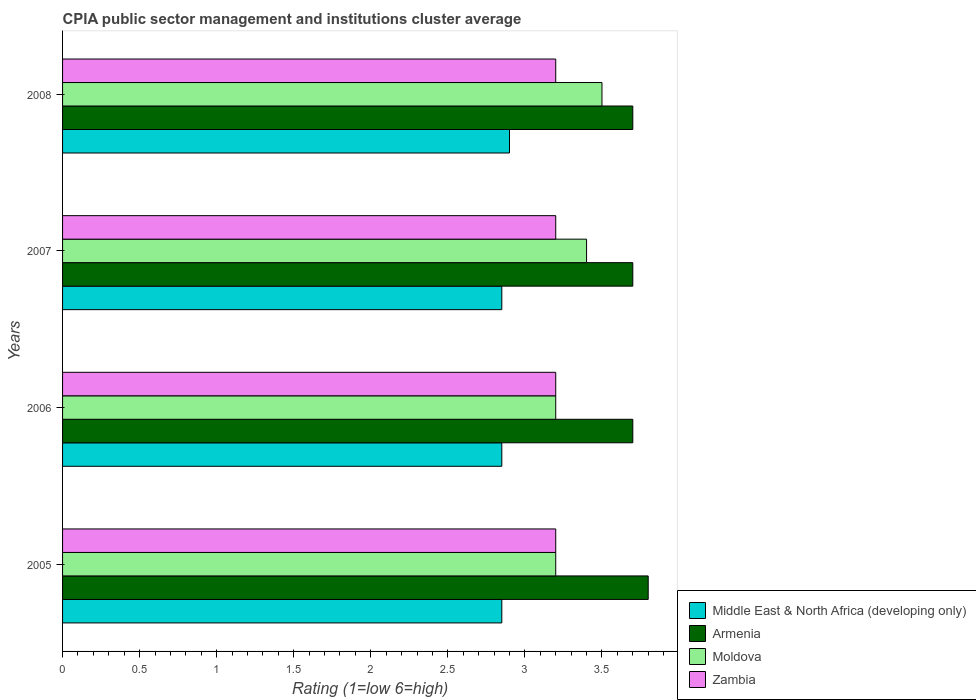 CPIA public sector management and institutions cluster average
2008
2007
2006
2005
Years
0
0.5
1
1.5
2
2.5
3
3.5
Rating (1=low 6=high)
Middle East & North Africa (developing only)
Armenia
Moldova
Zambia